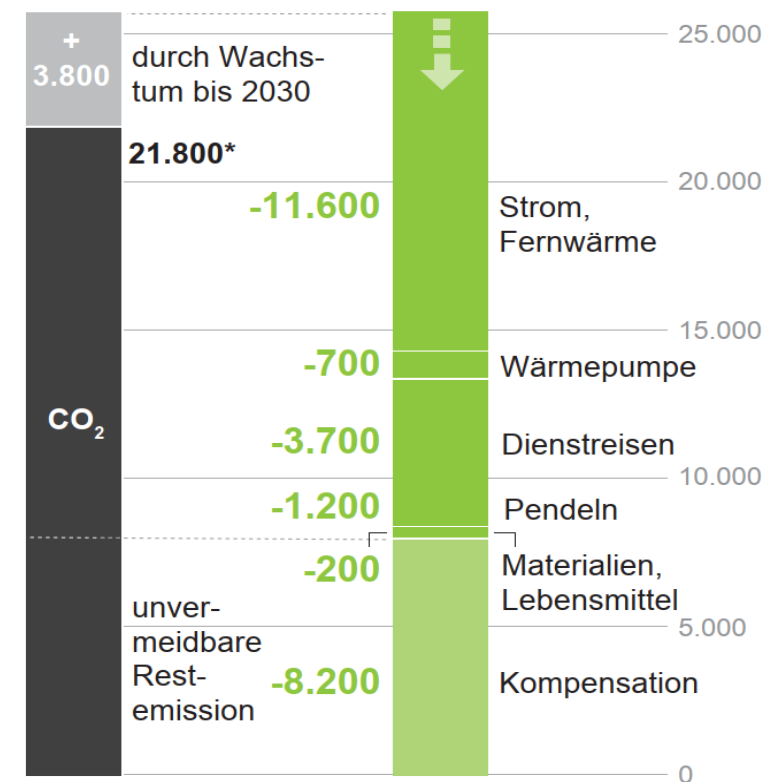 +
3.800
durch Wachs-
tum bis 2030
25.000
21.800*
20.000
-11.600
Strom,
Fernwärme
15.000
-700
Wärmepumpe
CO₂
-3.700
Dienstreisen
10.000
-1.200
Pendeln
-200
Materialien,
Lebensmittel
unver-
meidbare
Rest-
emission
5.000
-8.200
Kompensation
0